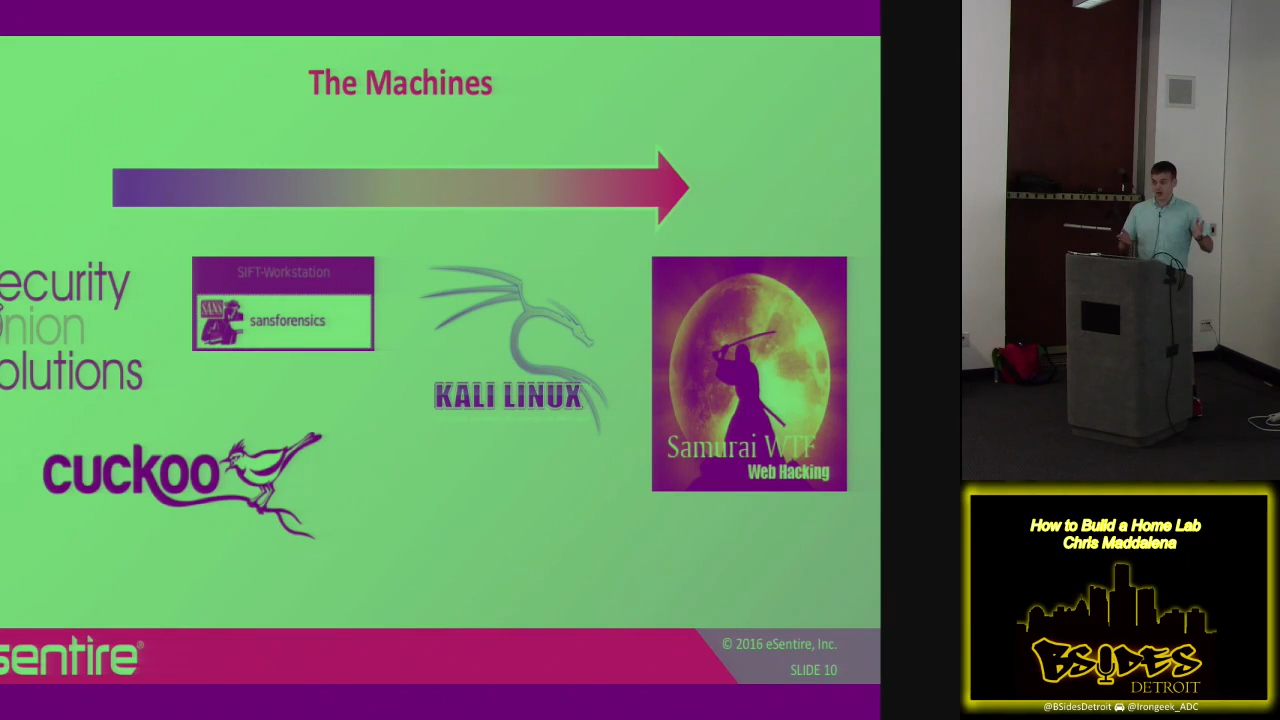 The Machines
ecurity
nion
olutions
SIFT-Workstation
SANS
sansforensics
KALI LINUX
Samurai WTF
Web Hacking
cuckoo
sentire®
© 2016 eSentire, Inc.
SLIDE 10
How to Build a Home Lab
Chris Maddalena
BSIDES
DETROIT
@BSidesDetroit @Irongeek_ADC